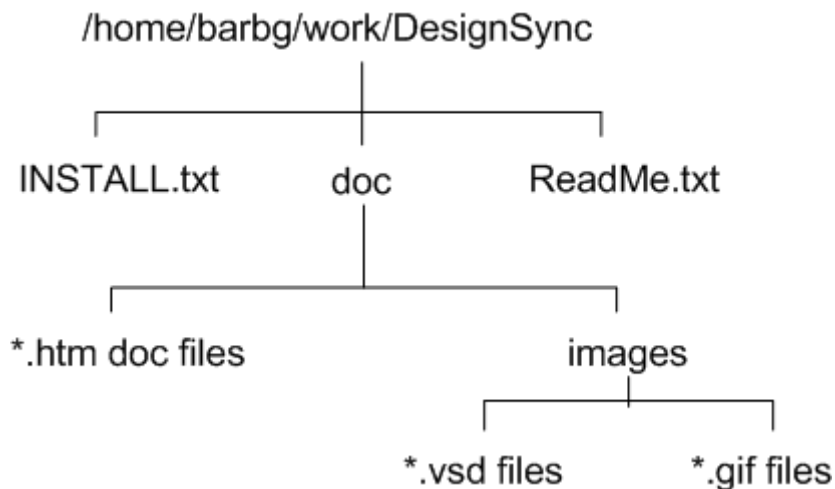 /home/barbg/work/DesignSync
INSTALL.txt doc ReadMe.txt
*.htm doc files images
*.vsd files *.gif files